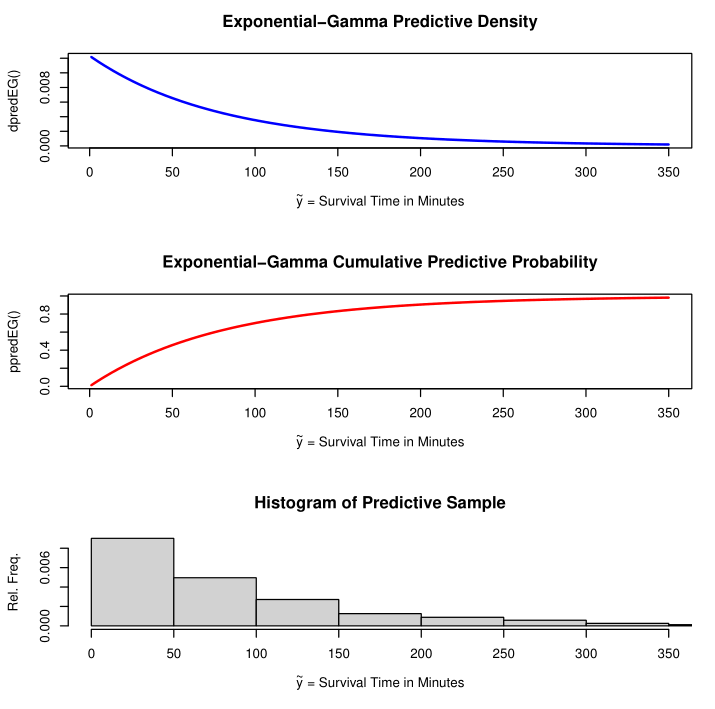 Exponential−Gamma Predictive Density
dpredEG()
0.008
0.000
0 50 100 150 200 250 300 350
ỹ = Survival Time in Minutes
Exponential−Gamma Cumulative Predictive Probability
ppredEG()
0.8
0.4
0.0
0 50 100 150 200 250 300 350
ỹ = Survival Time in Minutes
Histogram of Predictive Sample
Rel. Freq.
0.006
0.000
0 50 100 150 200 250 300 350
ỹ = Survival Time in Minutes